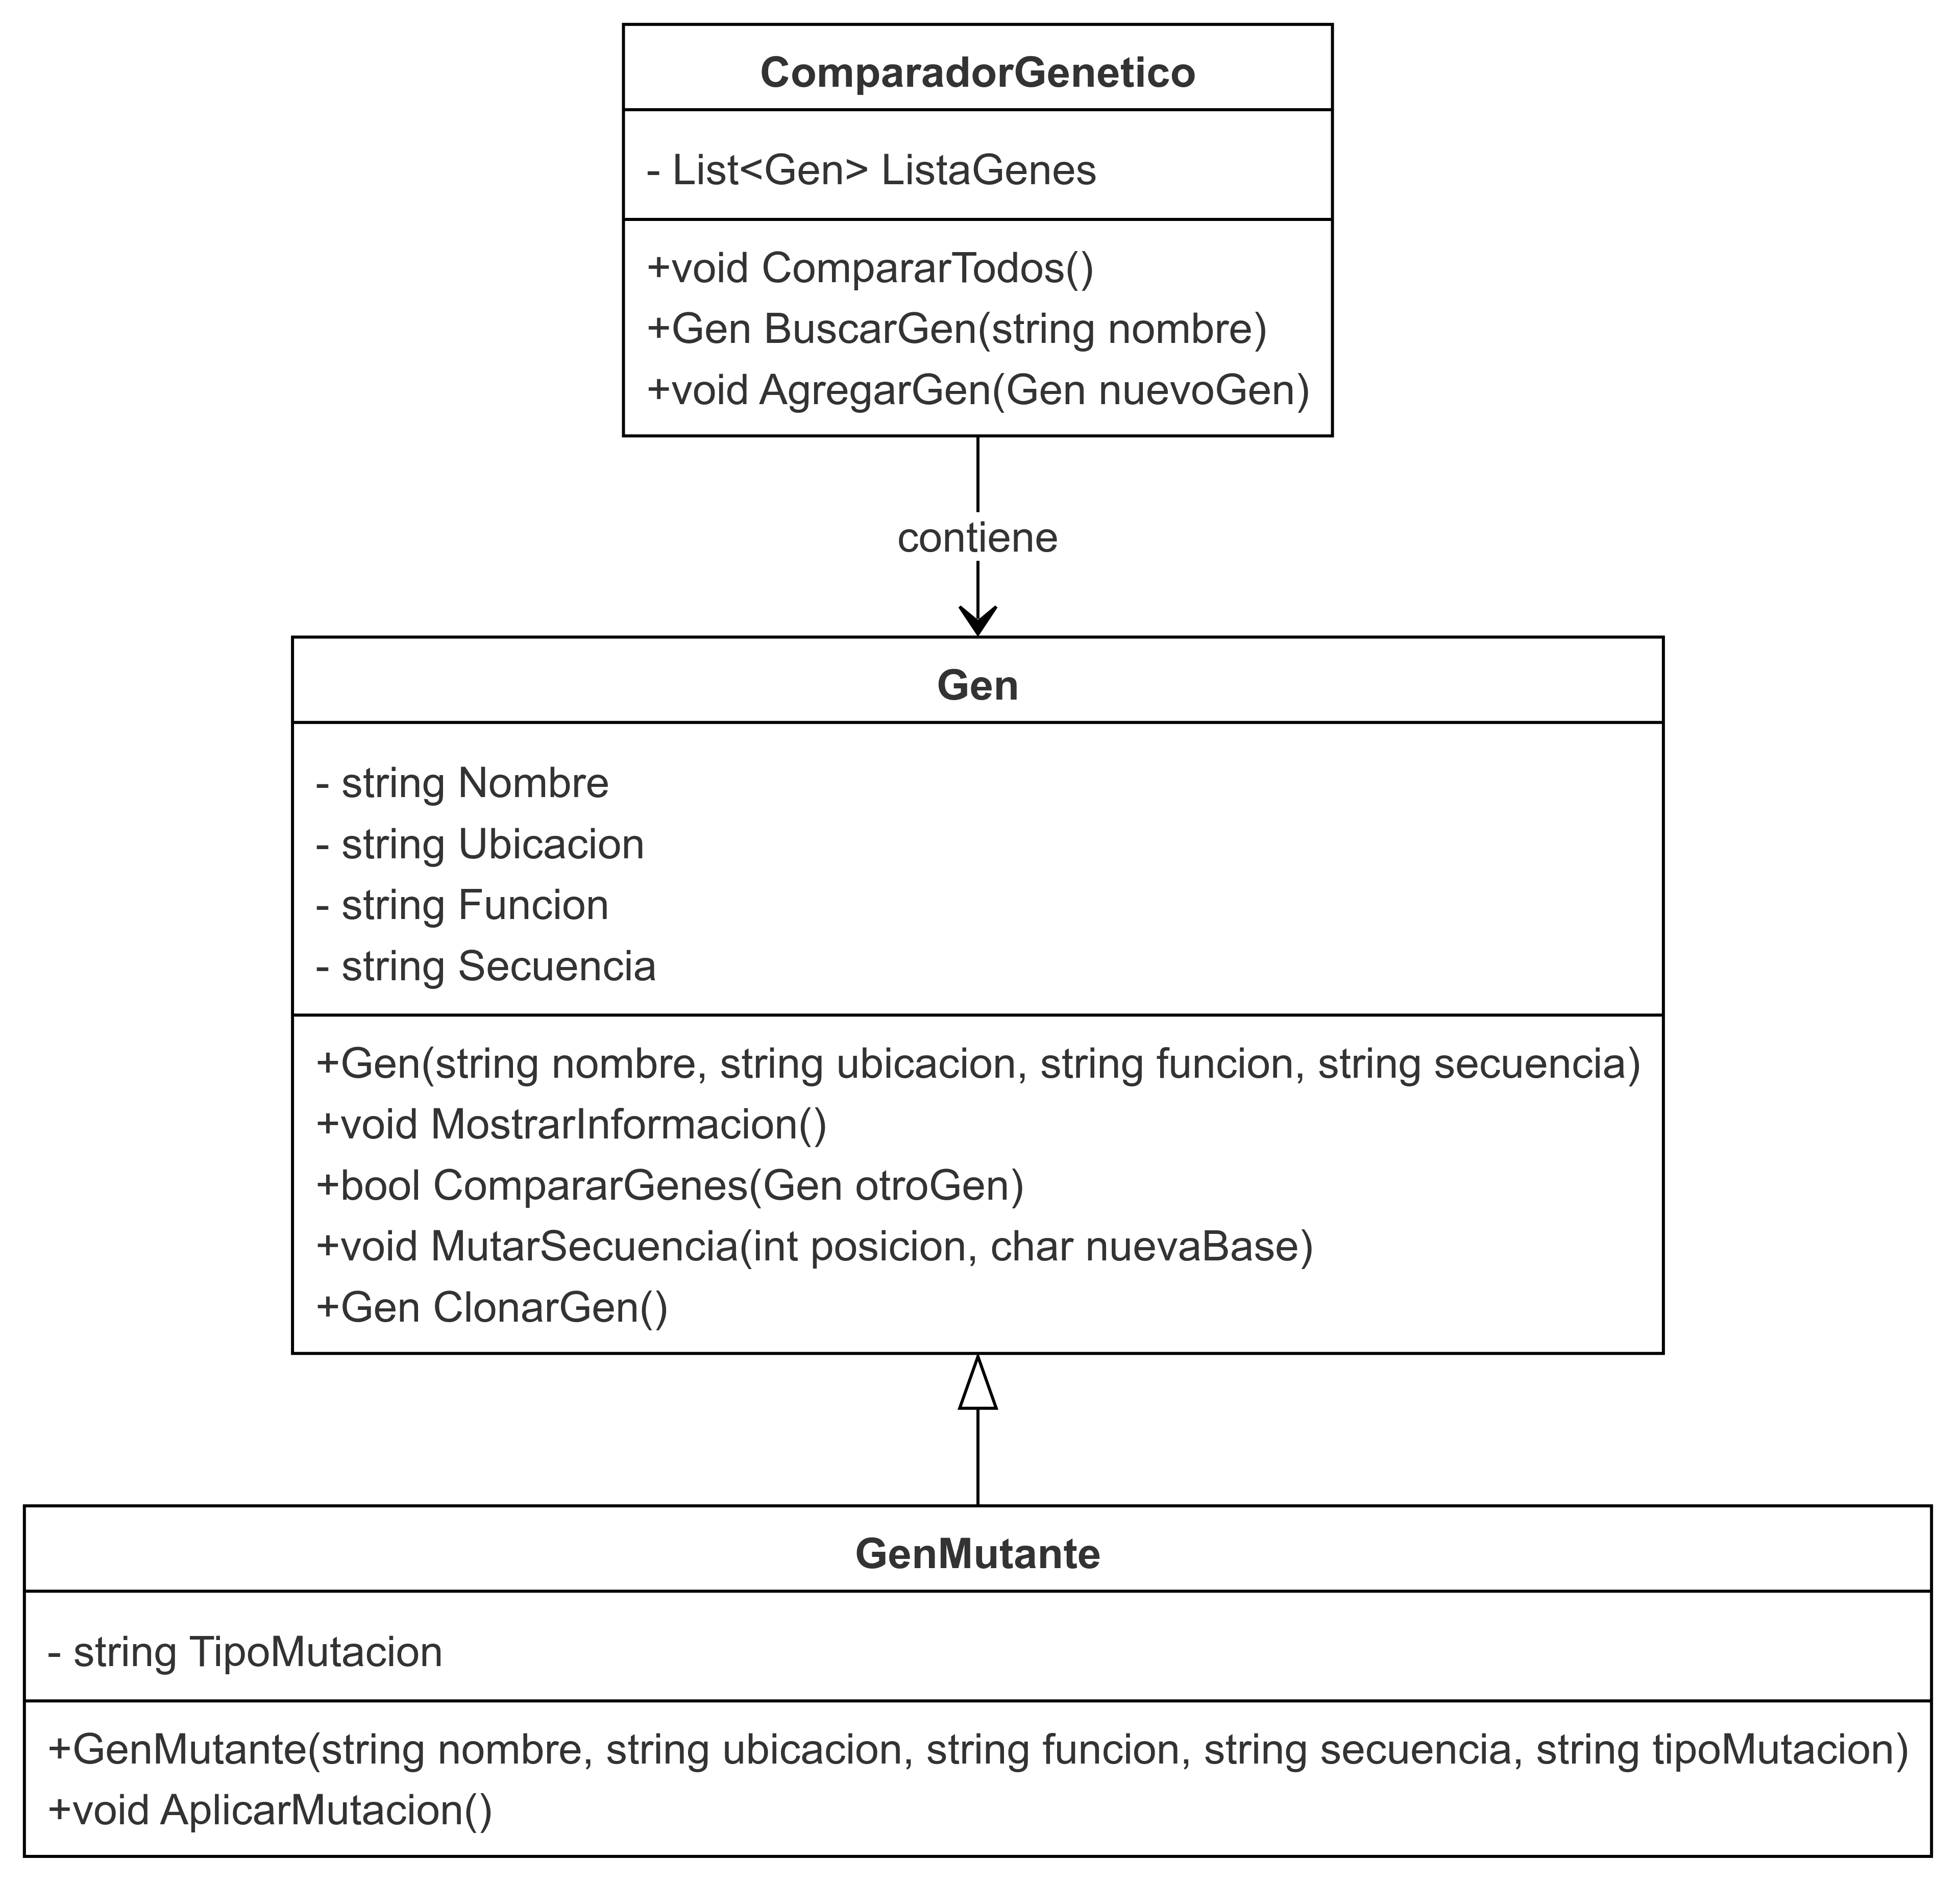 ComparadorGenetico
- List<Gen> ListaGenes
+void CompararTodos()
+Gen BuscarGen(string nombre)
+void AgregarGen(Gen nuevoGen)
contiene
Gen
- string Nombre
- string Ubicacion
- string Funcion
- string Secuencia
+Gen(string nombre, string ubicacion, string funcion, string secuencia)
+void MostrarInformacion()
+bool CompararGenes(Gen otroGen)
+void MutarSecuencia(int posicion, char nuevaBase)
+Gen ClonarGen()
GenMutante
- string TipoMutacion
+GenMutante(string nombre, string ubicacion, string funcion, string secuencia, string tipoMutacion)
+void AplicarMutacion()